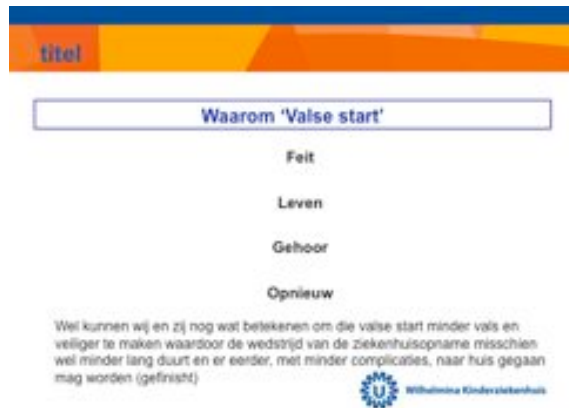 titel
Waarom 'Valse start'
Feit
Leven
Gehoor
Opnieuw
Wel kunnen wij en zij nog wat betekenen om die valse start minder vals en
veiliger te maken waardoor de wedstrijd van de ziekenhuisopname misschien
wel minder lang duurt en er eerder, met minder complicaties, naar huis gegaan
mag worden (gefinisht)
Wilhelmina Kinderziekenhuis